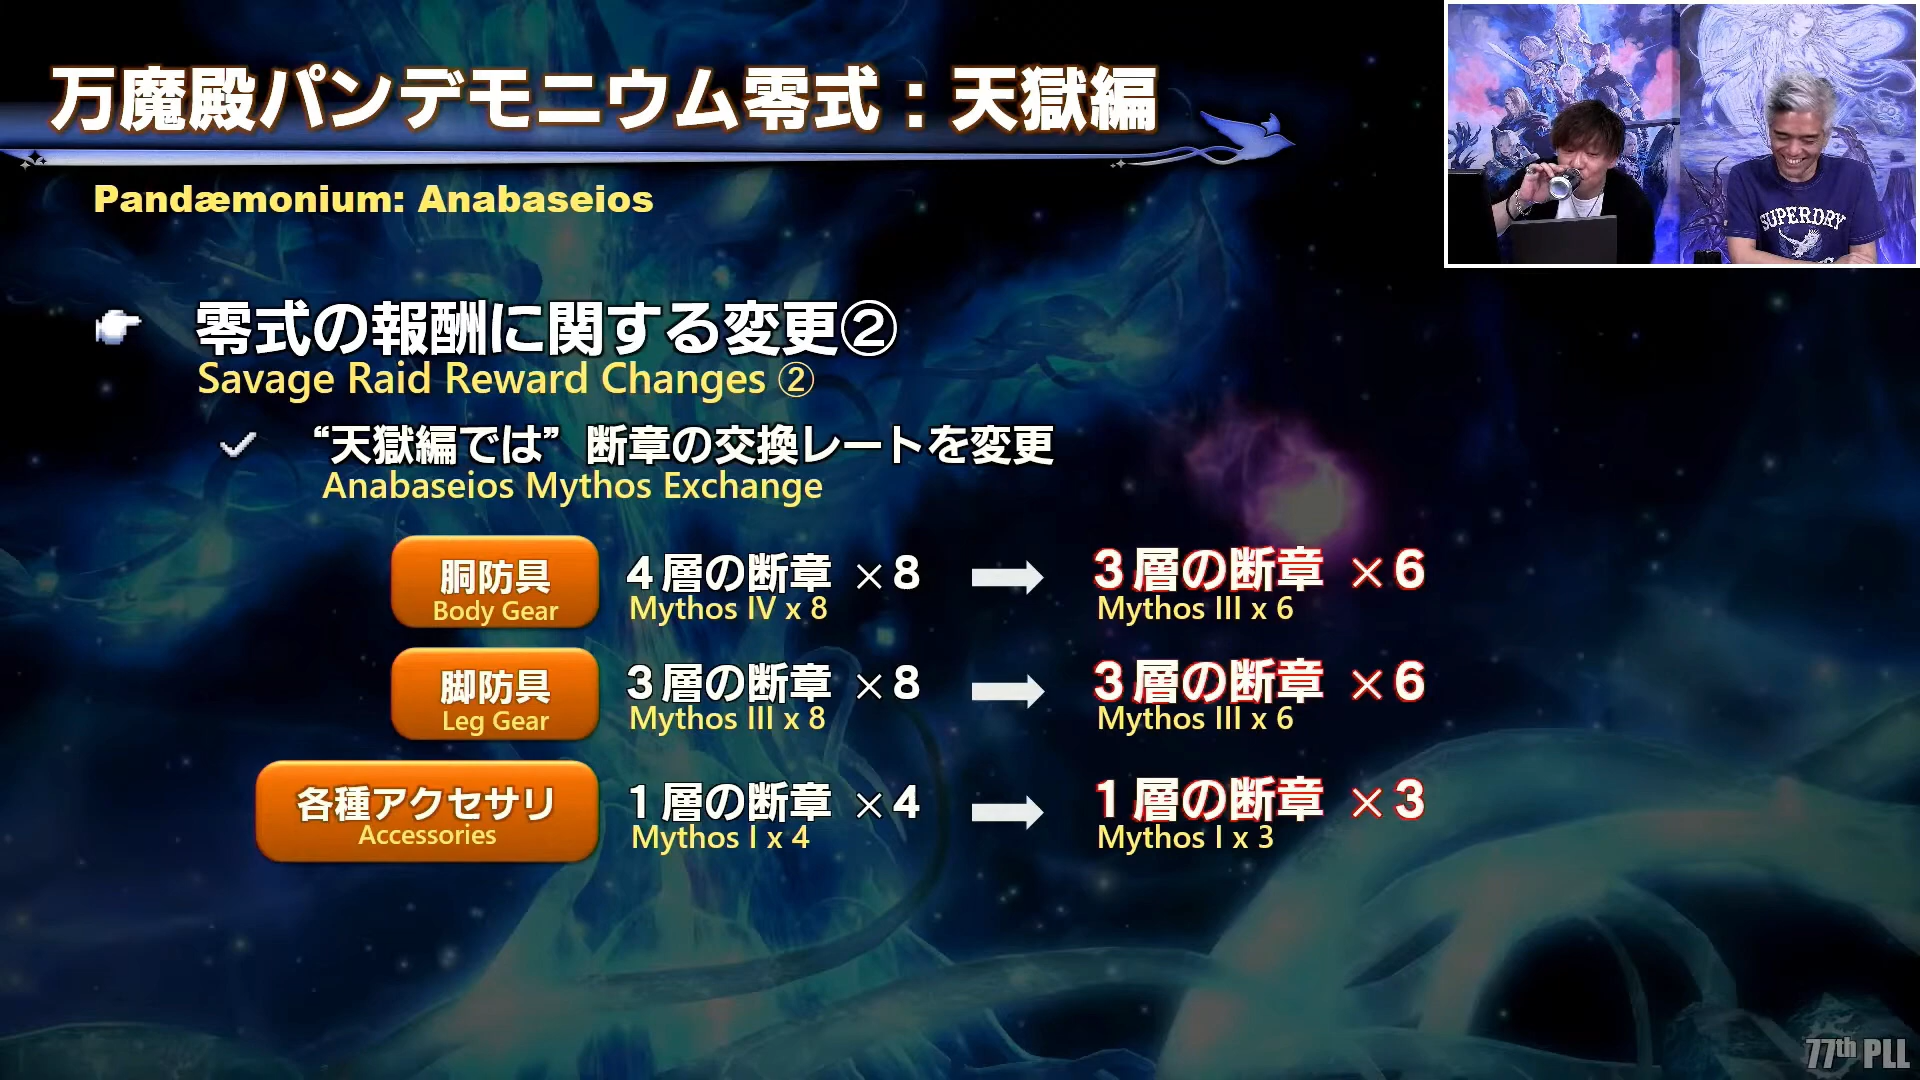 万魔殿パンデモニウム零式：天獄編
Pandæmonium: Anabaseios
零式の報酬に関する変更②
Savage Raid Reward Changes ②
“天獄編では”断章の交換レートを変更
Anabaseios Mythos Exchange
胴防具 4層の断章 ×8 3層の断章 ×6
Body Gear Mythos IV x 8 Mythos III x 6
脚防具 3層の断章 ×8 3層の断章 ×6
Leg Gear Mythos III x 8 Mythos III x 6
各種アクセサリ 1層の断章 ×4 1層の断章 ×3
Accessories Mythos I x 4 Mythos I x 3
SUPERDRY
77th PLL